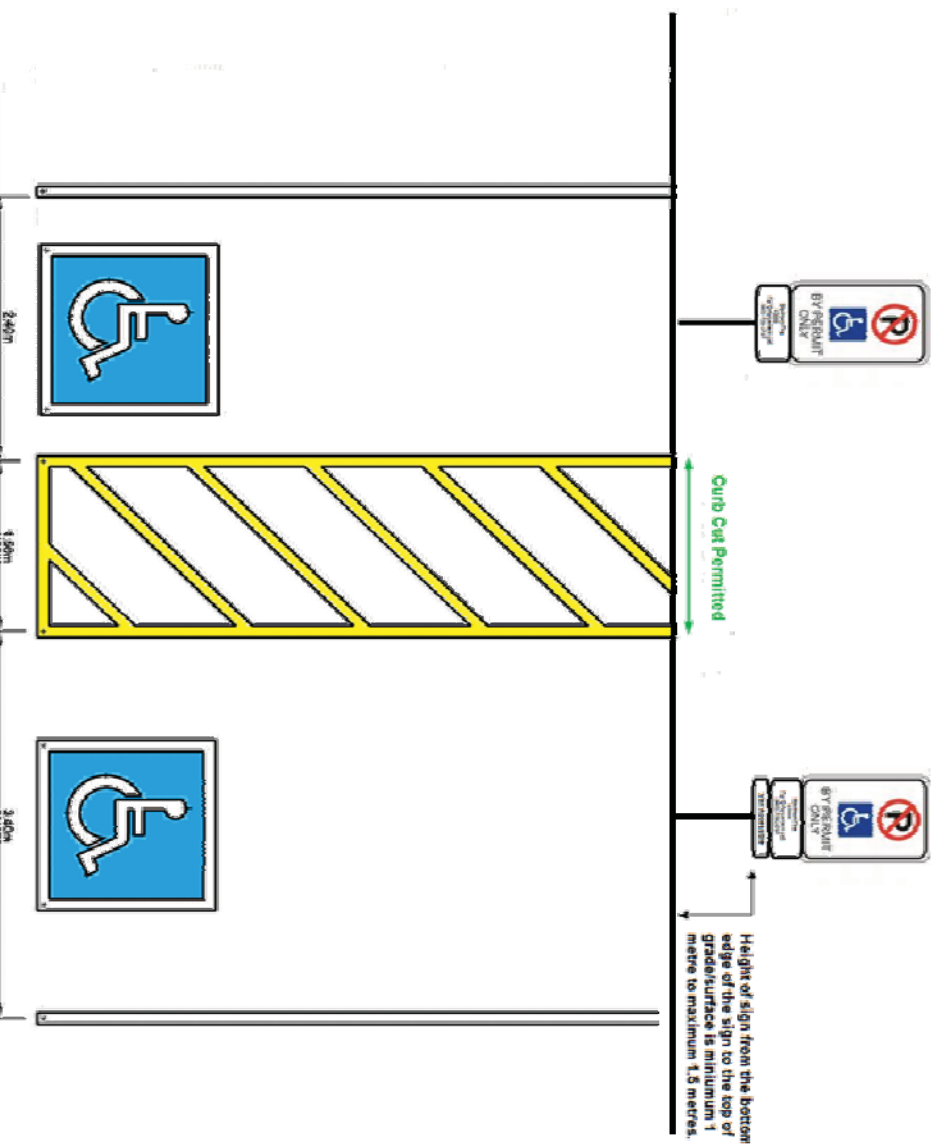 P
BY PERMIT
ONLY
P
BY PERMIT
ONLY
Height of sign from the bottom
edge of the sign to the top of
grade/surface is miniumum 1
metre to maximum 1.5 metres.
Curb Cut Permitted
2.40m
1.50m
3.40m